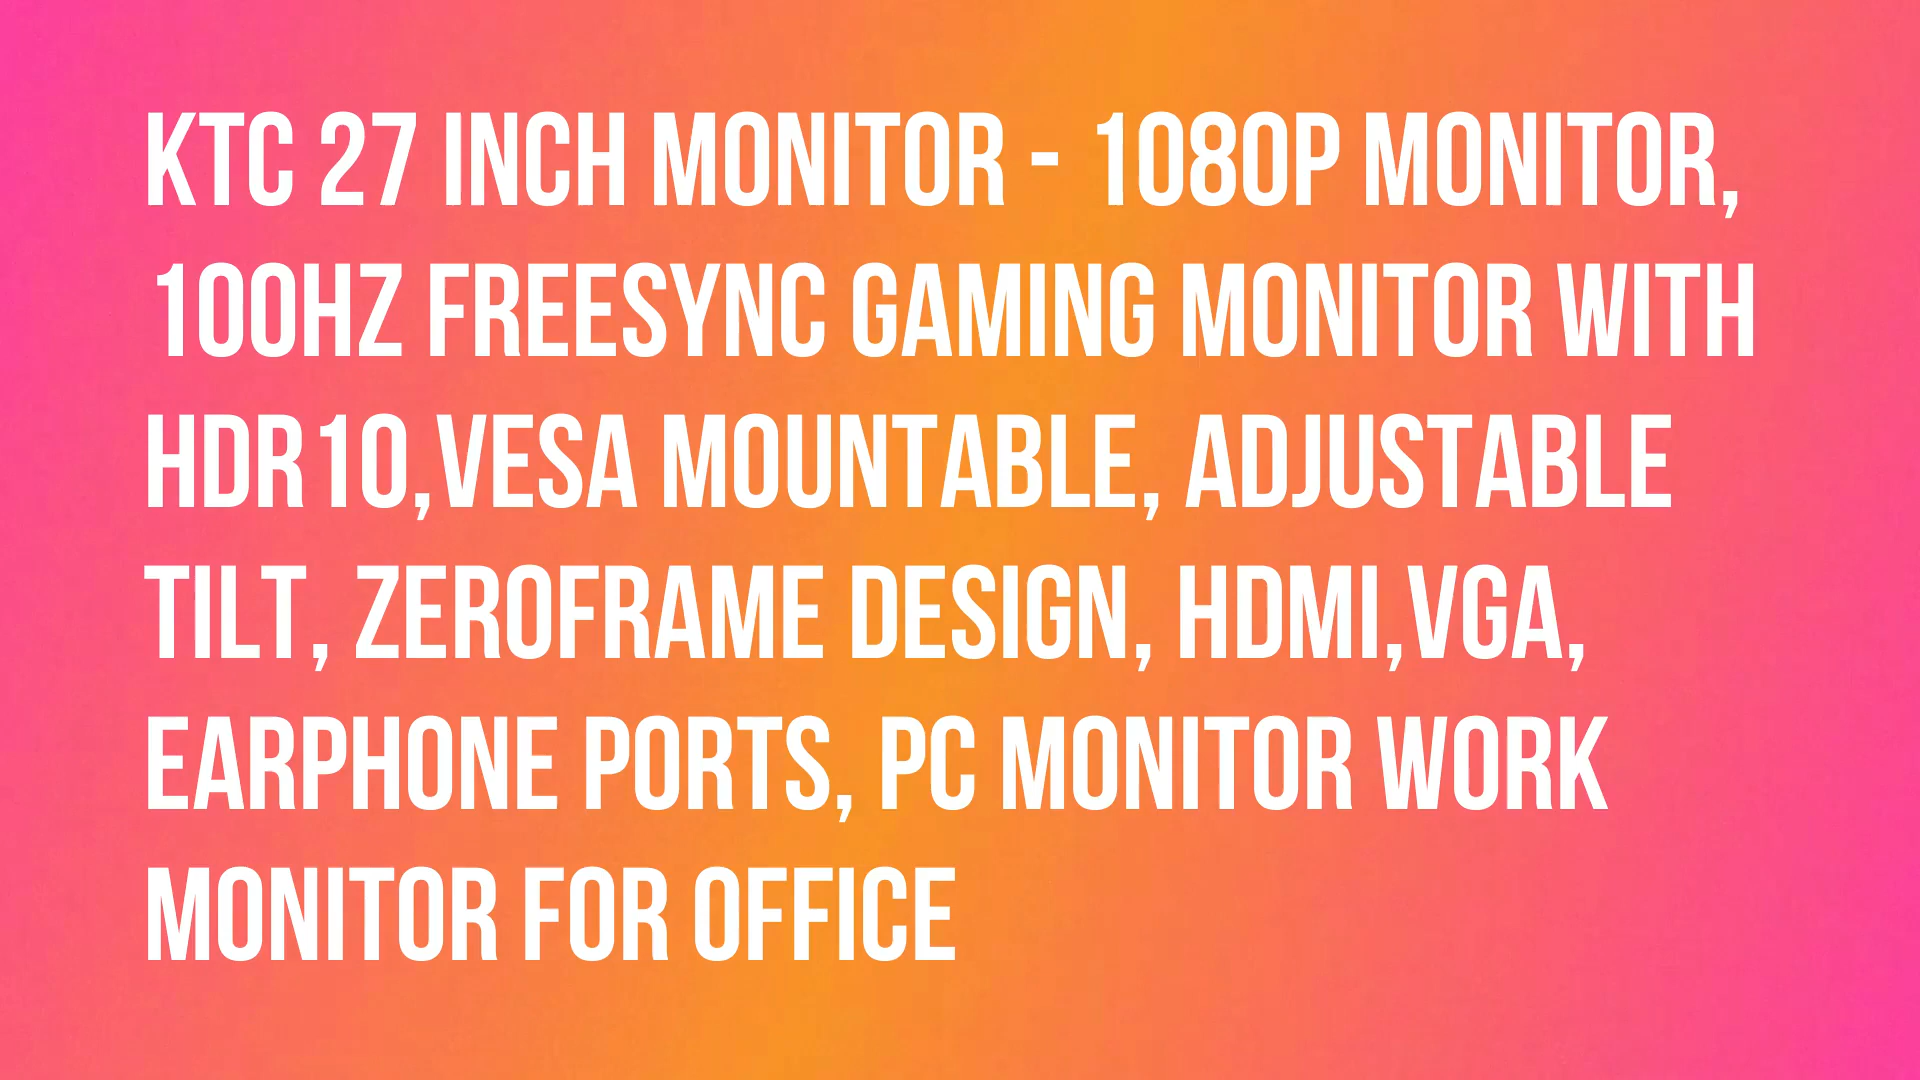 KTC 27 INCH MONITOR - 1080P MONITOR,
100HZ FREESYNC GAMING MONITOR WITH
HDR10,VESA MOUNTABLE, ADJUSTABLE
TILT, ZEROFRAME DESIGN, HDMI,VGA,
EARPHONE PORTS, PC MONITOR WORK
MONITOR FOR OFFICE